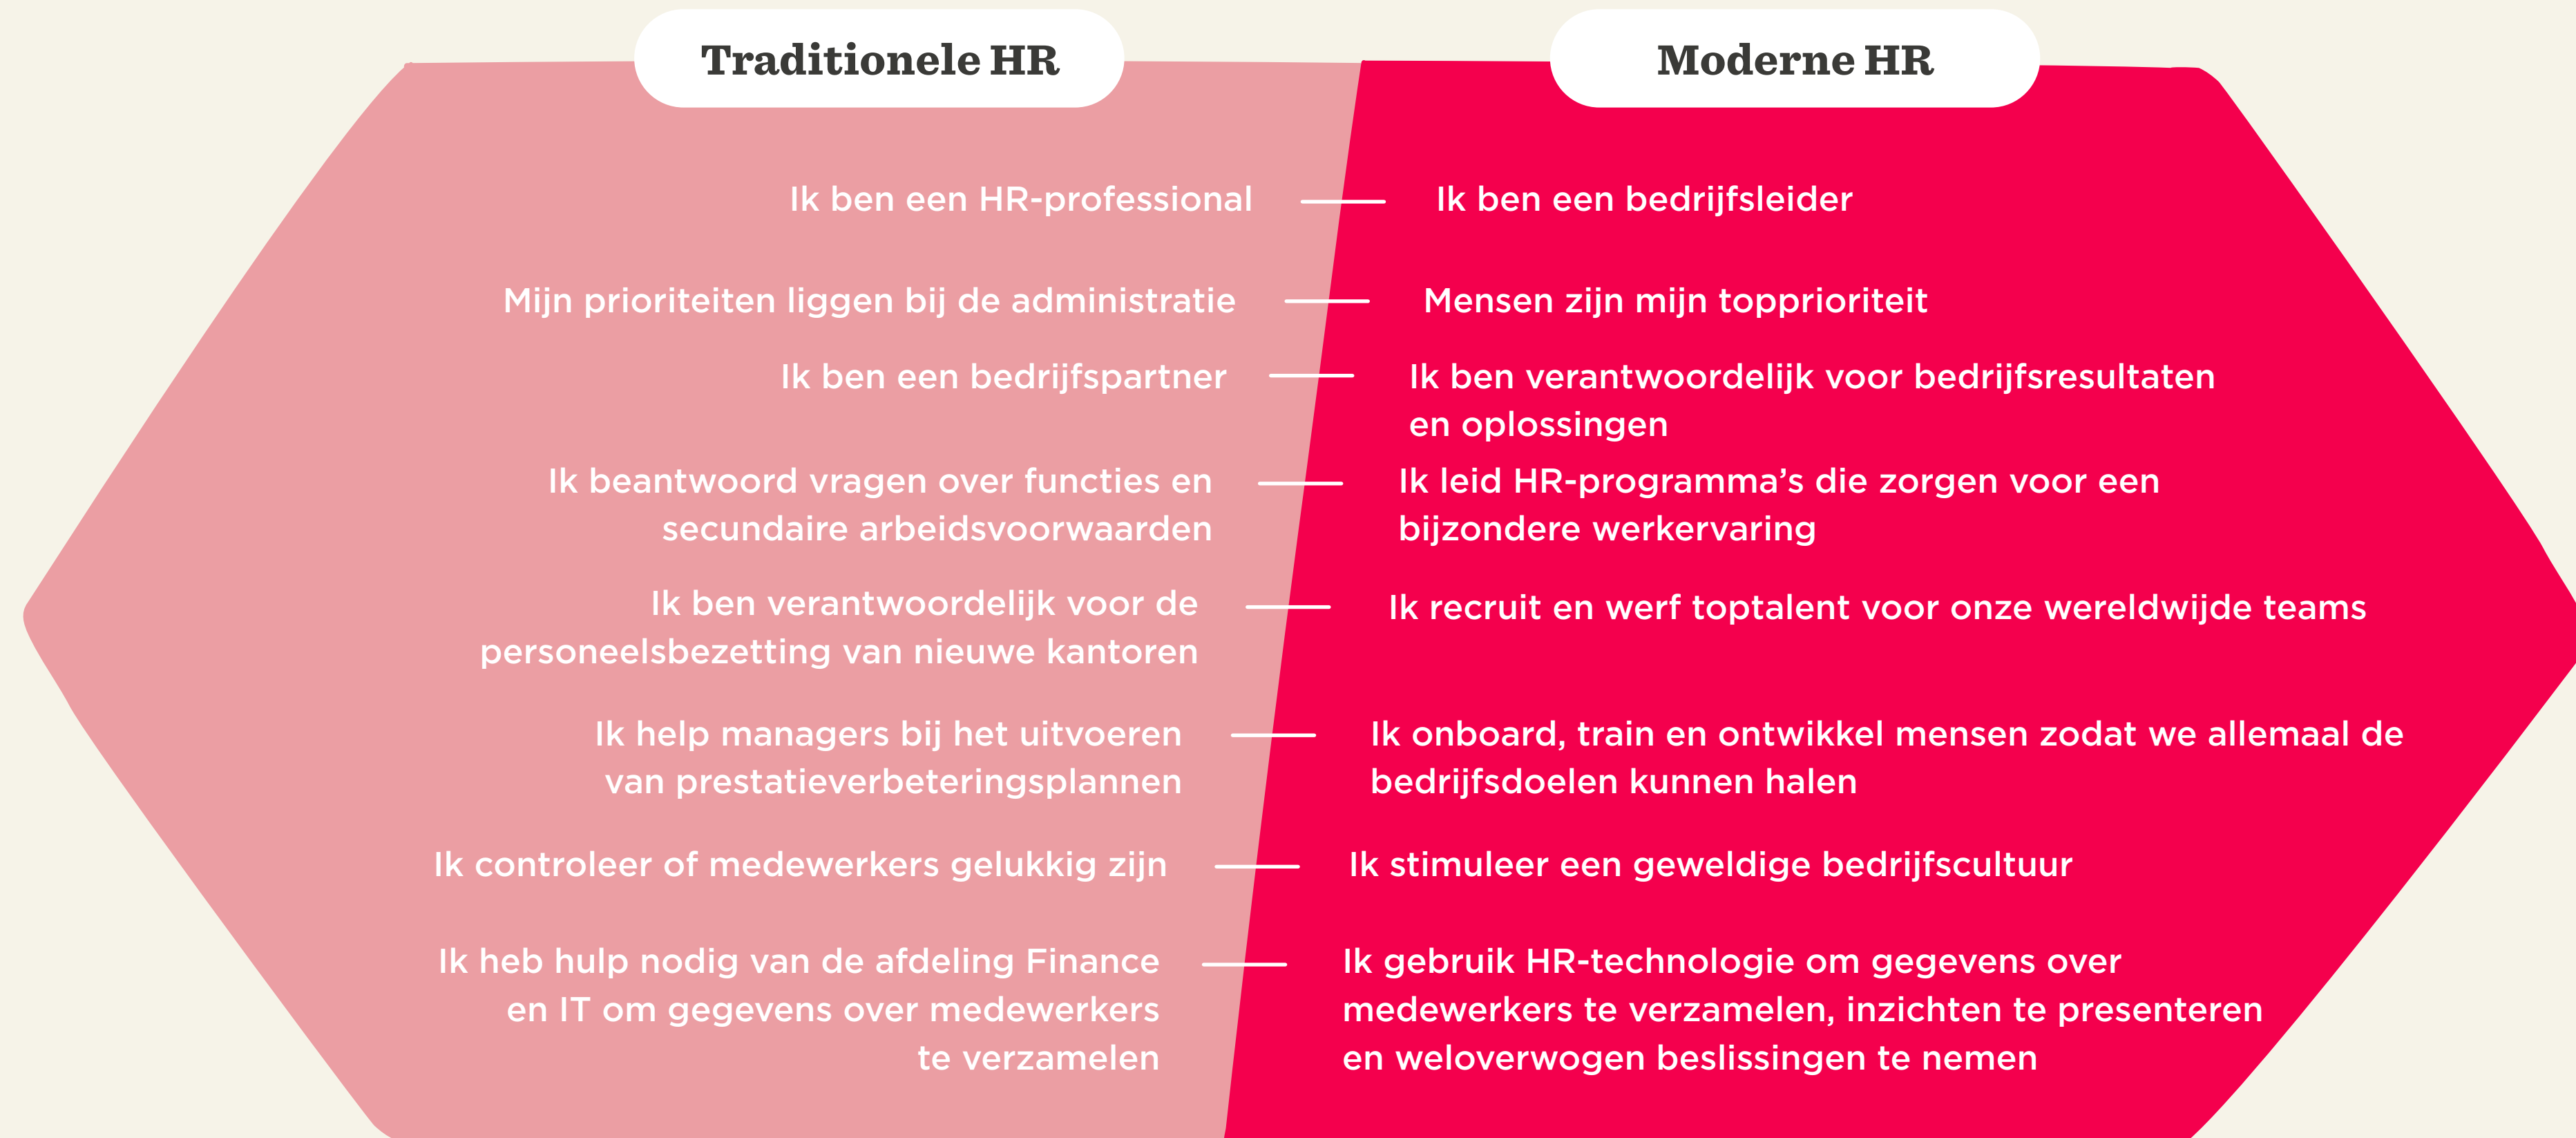 Traditionele HR
Moderne HR
Ik ben een HR-professional
Ik ben een bedrijfsleider
Mijn prioriteiten liggen bij de administratie
Mensen zijn mijn topprioriteit
Ik ben een bedrijfspartner
Ik ben verantwoordelijk voor bedrijfsresultaten
en oplossingen
Ik beantwoord vragen over functies en
secundaire arbeidsvoorwaarden
Ik leid HR-programma’s die zorgen voor een
bijzondere werkervaring
Ik ben verantwoordelijk voor de
personeelsbezetting van nieuwe kantoren
Ik recruit en werf toptalent voor onze wereldwijde teams
Ik help managers bij het uitvoeren
van prestatieverbeteringsplannen
Ik onboard, train en ontwikkel mensen zodat we allemaal de
bedrijfsdoelen kunnen halen
Ik controleer of medewerkers gelukkig zijn
Ik stimuleer een geweldige bedrijfscultuur
Ik heb hulp nodig van de afdeling Finance
en IT om gegevens over medewerkers
te verzamelen
Ik gebruik HR-technologie om gegevens over
medewerkers te verzamelen, inzichten te presenteren
en weloverwogen beslissingen te nemen